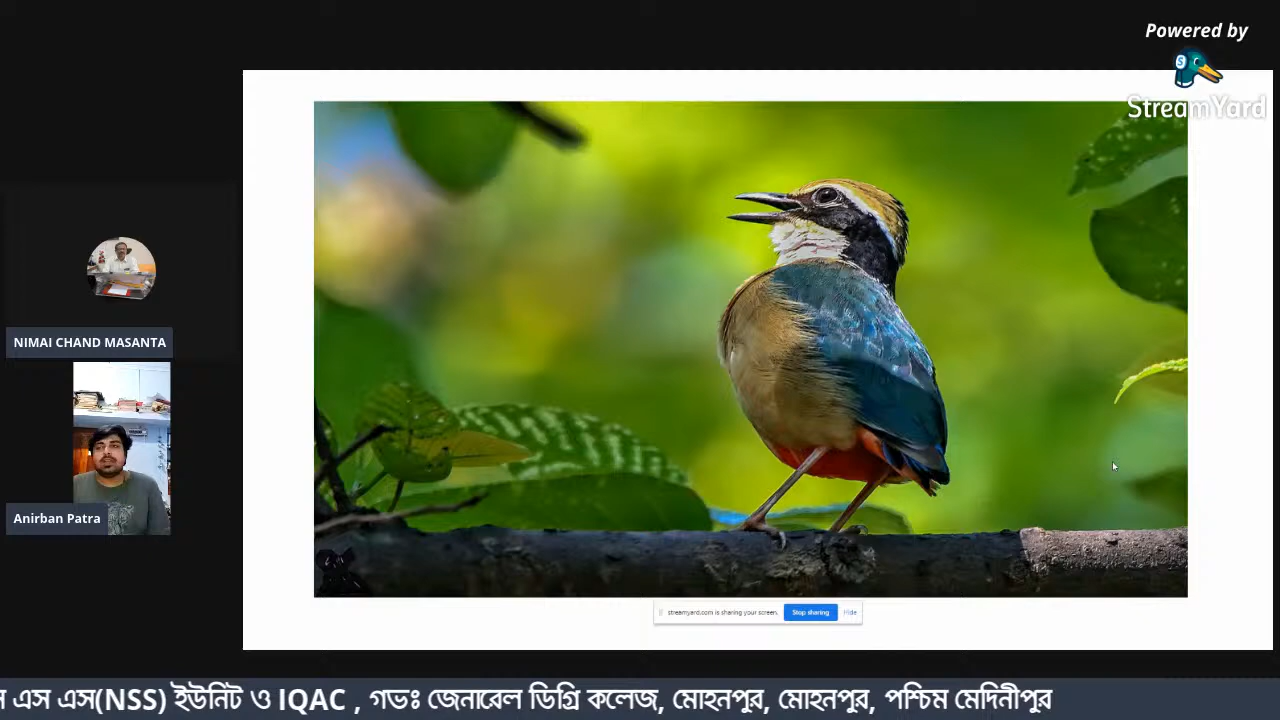 Powered by
StreamYard
NIMAI CHAND MASANTA
Anirban Patra
streamyard.com is sharing your screen.
Stop sharing
Hide
এস এস(NSS) ইউনিট ও IQAC , গভঃ জেনারেল ডিগ্রি কলেজ, মোহনপুর, মোহনপুর, পশ্চিম মেদিনীপুর